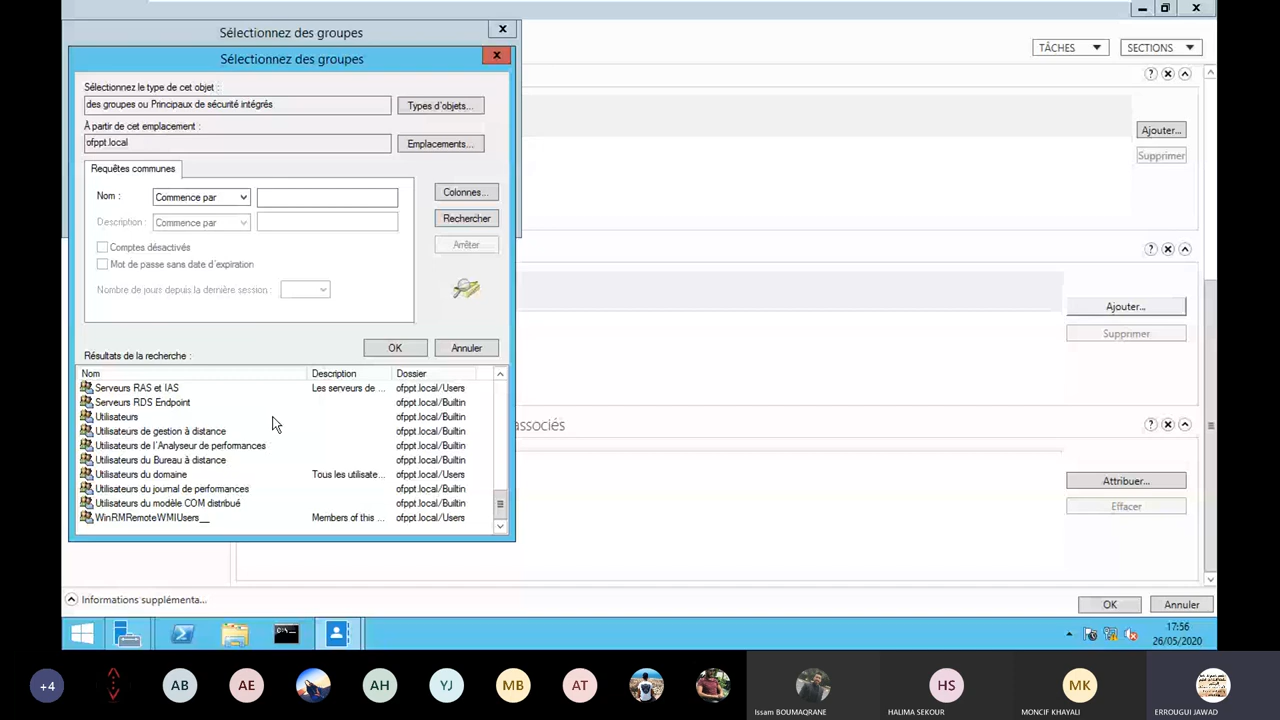 Sélectionnez des groupes
Sélectionnez des groupes
Sélectionnez le type de cet objet :
des groupes ou Principaux de sécurité intégrés
Types d'objets...
À partir de cet emplacement :
ofppt.local
Emplacements...
Requêtes communes
Nom :
Commence par
Colonnes...
Description :
Commence par
Rechercher
Comptes désactivés
Arrêter
Mot de passe sans date d'expiration
Nombre de jours depuis la dernière session :
OK
Annuler
Résultats de la recherche :
Nom Description Dossier
Serveurs RAS et IAS Les serveurs de ... ofppt.local/Users
Serveurs RDS Endpoint ofppt.local/Builtin
Utilisateurs ofppt.local/Builtin
Utilisateurs de gestion à distance ofppt.local/Builtin
Utilisateurs de l'Analyseur de performances ofppt.local/Builtin
Utilisateurs du Bureau à distance ofppt.local/Builtin
Utilisateurs du domaine Tous les utilisate... ofppt.local/Users
Utilisateurs du journal de performances ofppt.local/Builtin
Utilisateurs du modèle COM distribué ofppt.local/Builtin
WinRMRemoteWMIUsers__ Members of this ... ofppt.local/Users
TÂCHES
SECTIONS
Ajouter...
Supprimer
Ajouter...
Supprimer
associés
Attribuer...
Effacer
Informations supplémenta...
OK
Annuler
17:56
26/05/2020
+4
AB
AE
AH
YJ
MB
AT
HS
MK
Issam BOUMAQRANE
HALIMA SEKOUR
MONCIF KHAYALI
ERROUGUI JAWAD